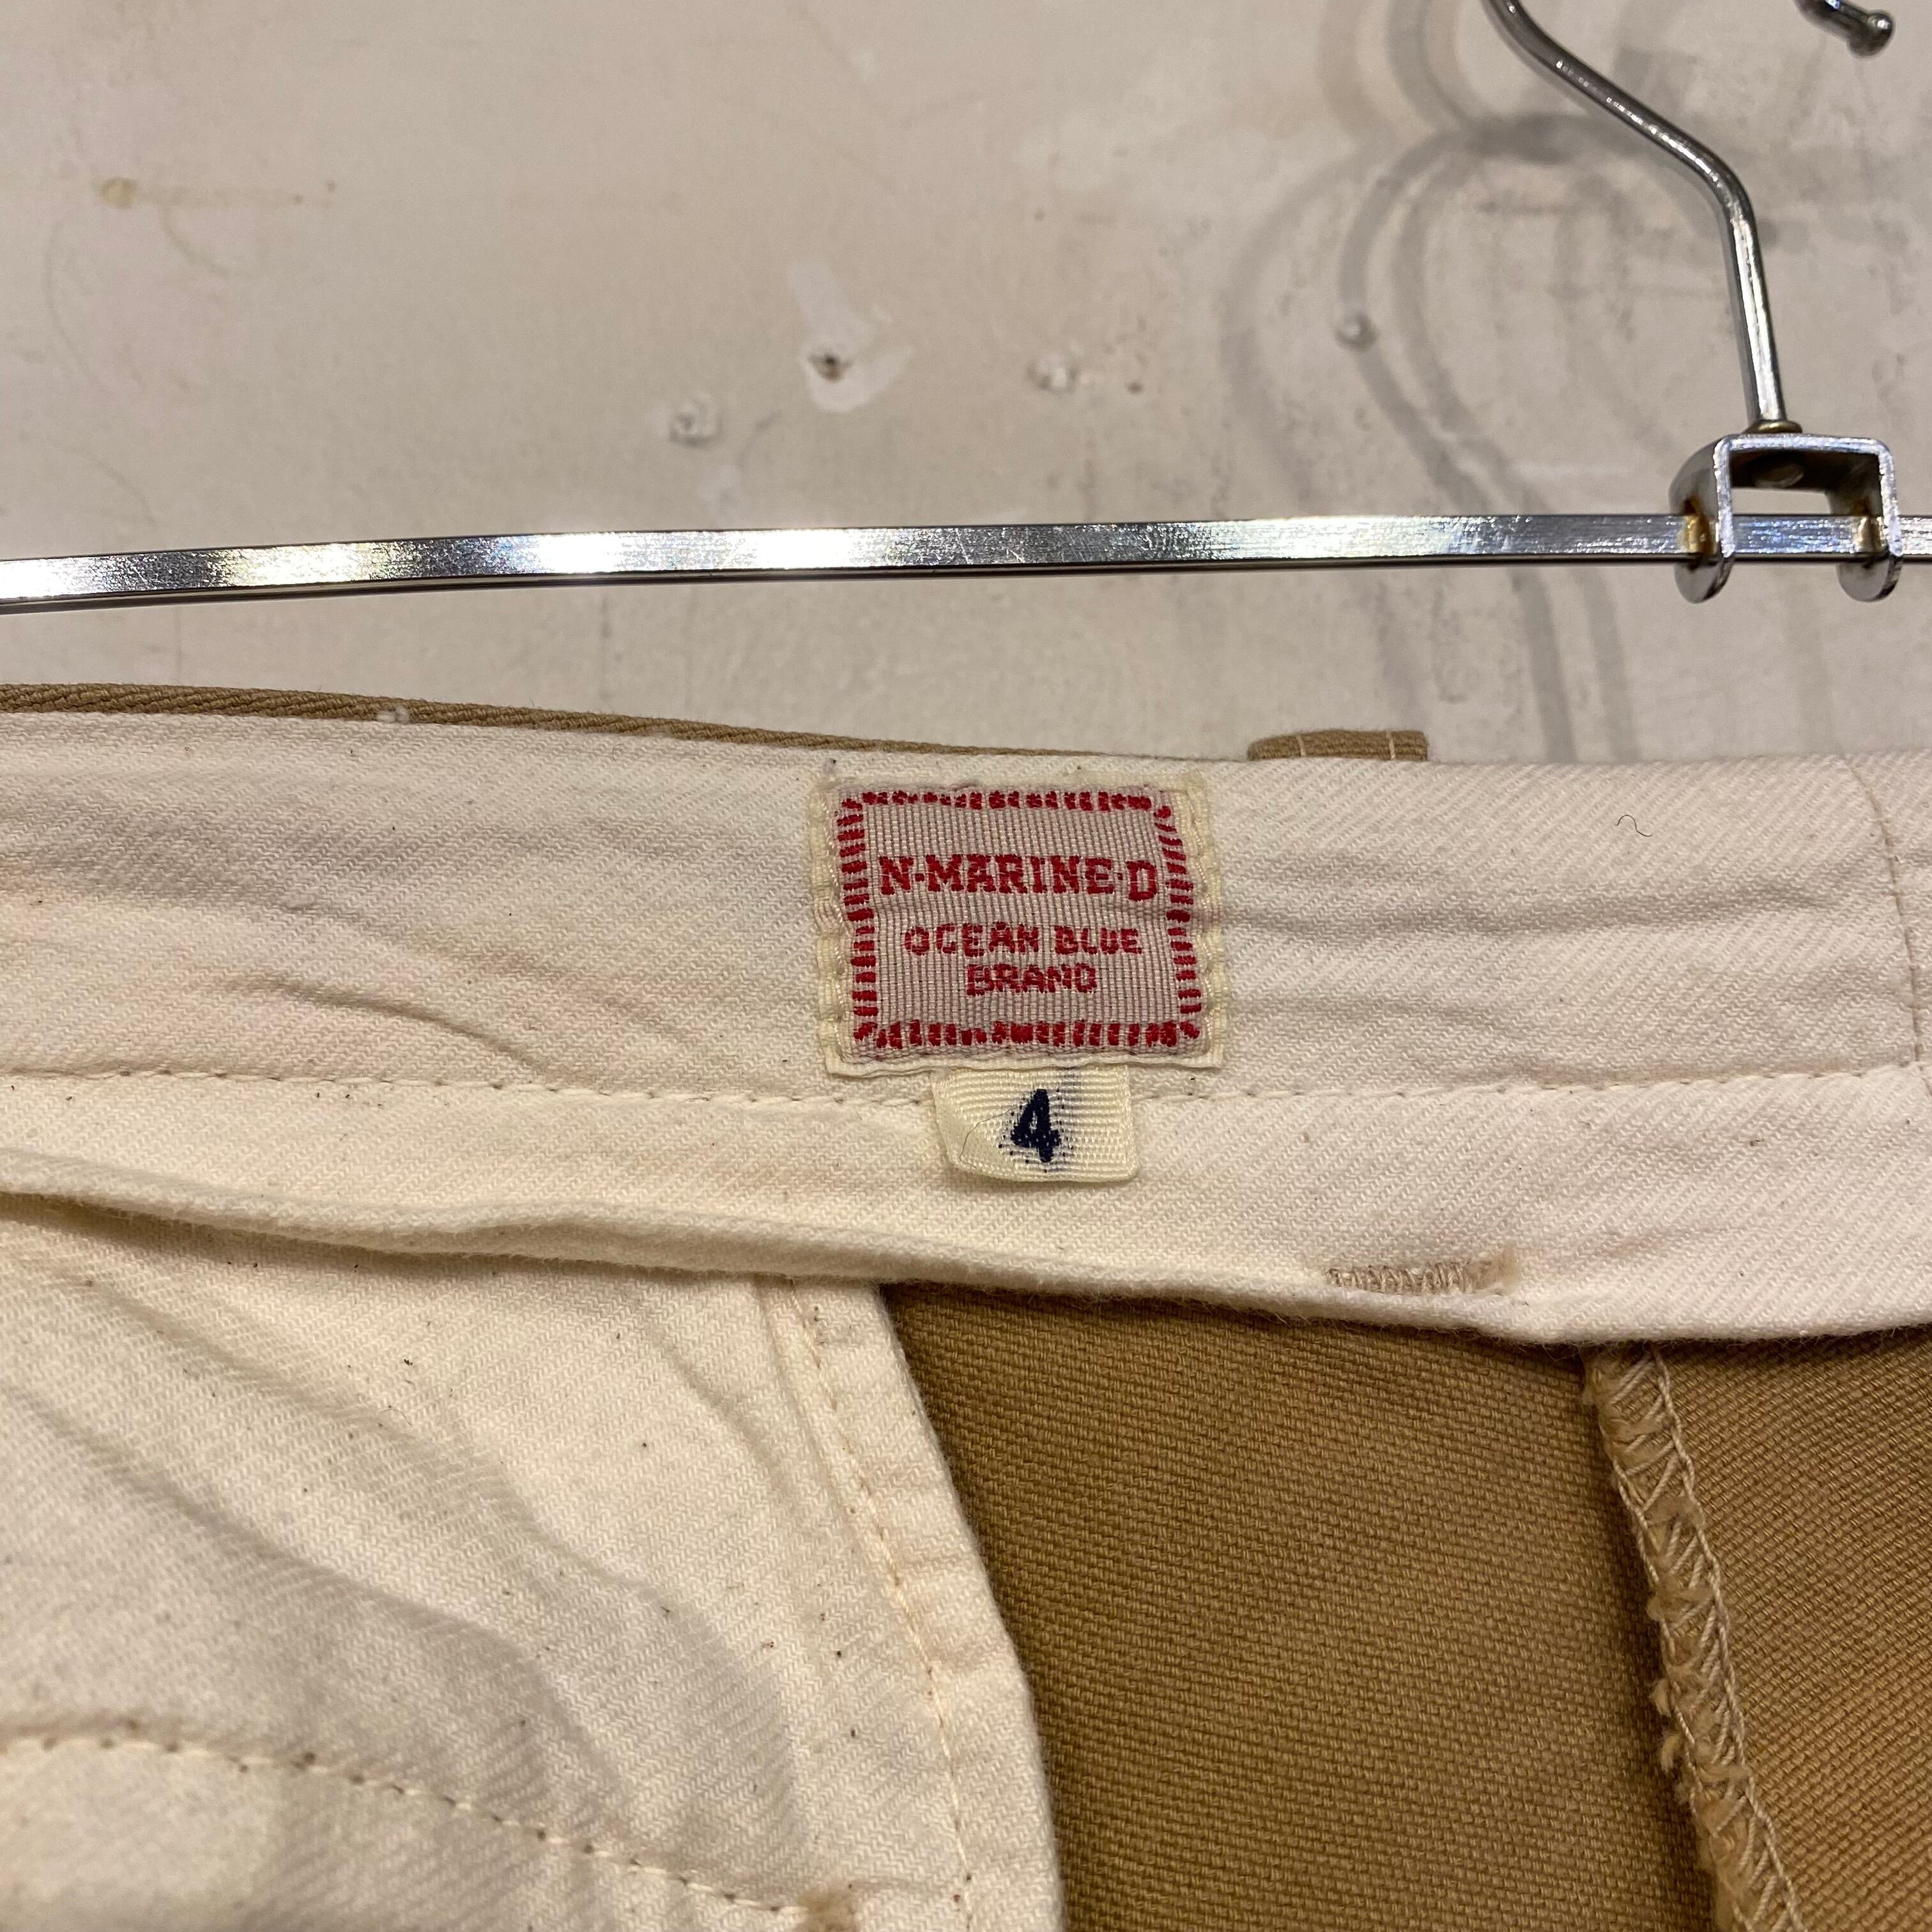 N·MARINE·D
OCEAN BLUE
BRAND
4